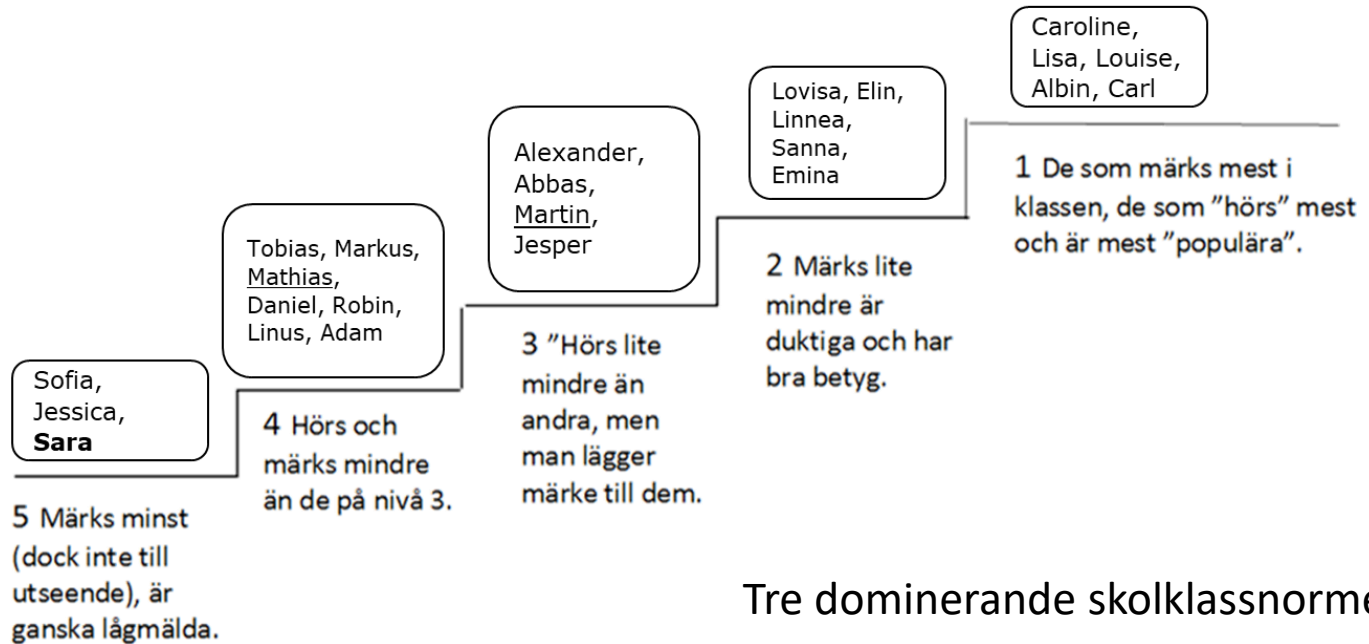 Caroline,
Lisa, Louise,
Albin, Carl
1 De som märks mest i
klassen, de som ”hörs” mest
och är mest ”populära”.
Lovisa, Elin,
Linnea,
Sanna,
Emina
2 Märks lite
mindre är
duktiga och har
bra betyg.
Alexander,
Abbas,
Martin,
Jesper
3 ”Hörs lite
mindre än
andra, men
man lägger
märke till dem.
Tobias, Markus,
Mathias,
Daniel, Robin,
Linus, Adam
4 Hörs och
märks mindre
än de på nivå 3.
Sofia,
Jessica,
Sara
5 Märks minst
(dock inte till
utseende), är
ganska lågmälda.
Tre dominerande skolklassnorme